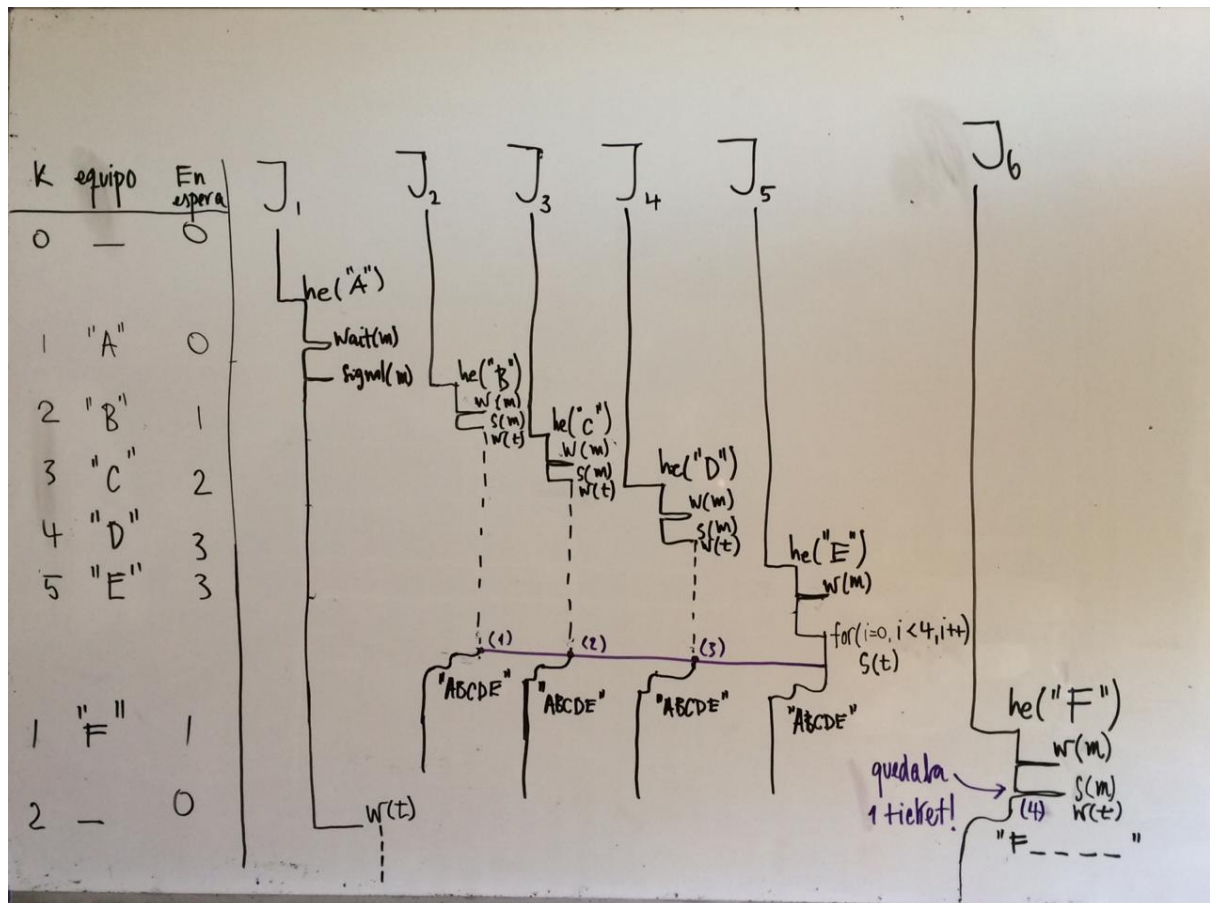 K equipo En espera
0 — 0
1 "A" 0
2 "B" 1
3 "C" 2
4 "D" 3
5 "E" 3
1 "F" 1
2 — 0
J1
he("A")
Wait(m)
Signal(m)
W(t)
J2
he("B")
W(m)
S(m)
W(t)
(1)
"ABCDE"
J3
he("C")
W(m)
S(m)
W(t)
(2)
"ABCDE"
J4
he("D")
W(m)
S(m)
W(t)
(3)
"ABCDE"
J5
he("E")
W(m)
for(i=0, i<4, i++)
S(t)
"ABCDE"
J6
he("F")
W(m)
S(m)
W(t)
(4)
quedaba
1 ticket!
"F_ _ _ _"